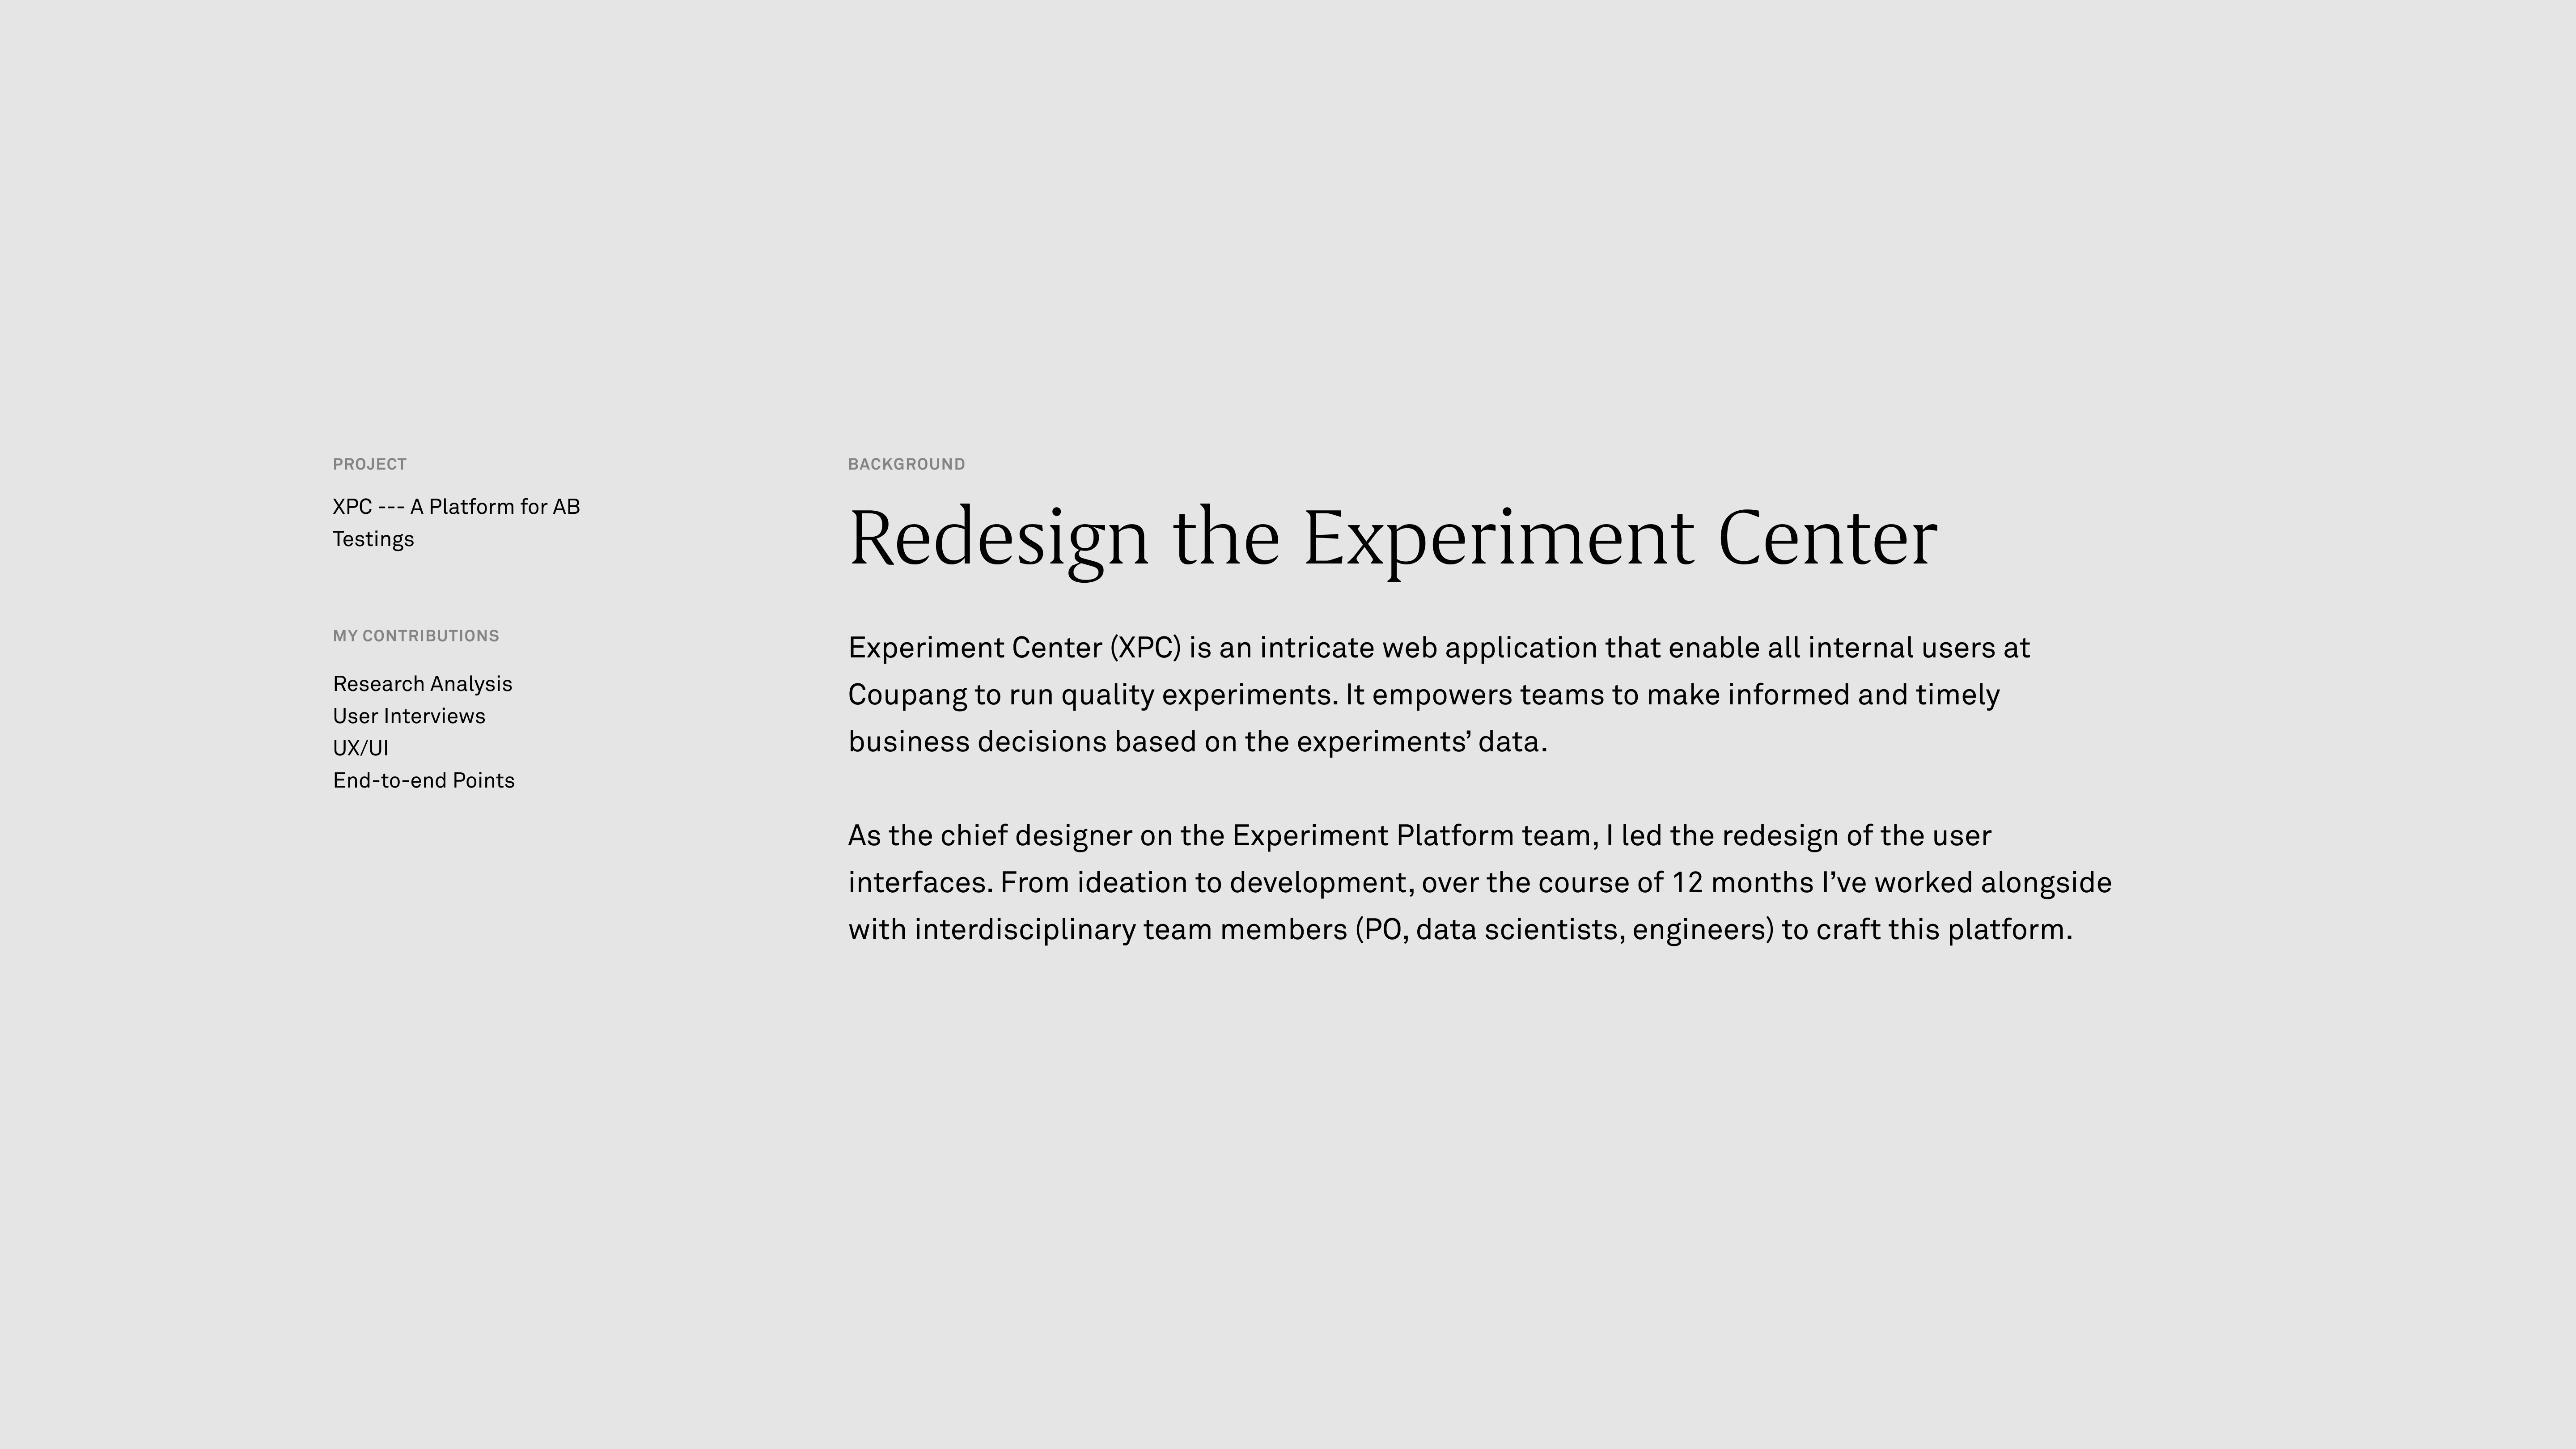 PROJECT
XPC --- A Platform for AB
Testings
MY CONTRIBUTIONS
Research Analysis
User Interviews
UX/UI
End-to-end Points
BACKGROUND
Redesign the Experiment Center
Experiment Center (XPC) is an intricate web application that enable all internal users at
Coupang to run quality experiments. It empowers teams to make informed and timely
business decisions based on the experiments’ data.
As the chief designer on the Experiment Platform team, I led the redesign of the user
interfaces. From ideation to development, over the course of 12 months I’ve worked alongside
with interdisciplinary team members (PO, data scientists, engineers) to craft this platform.